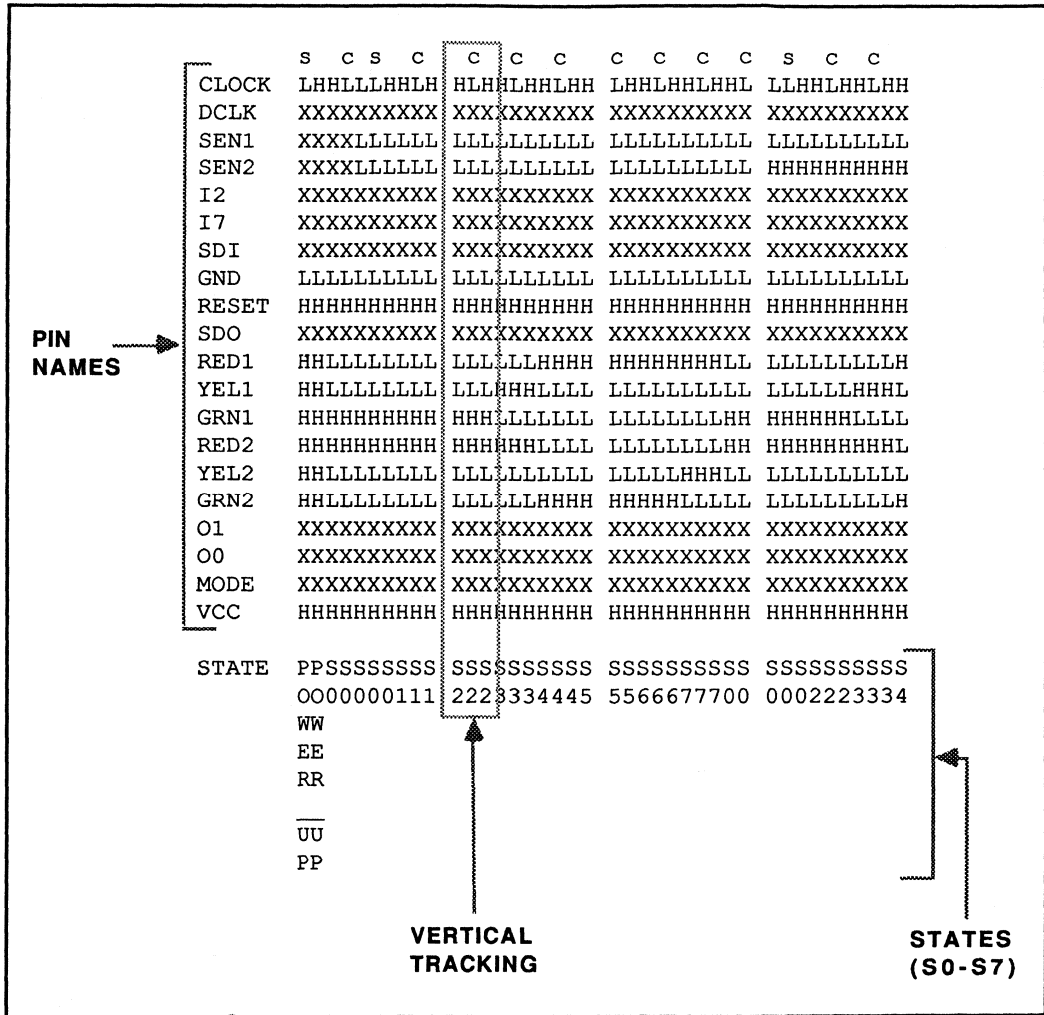 S C S C C C C C C C C S C C
CLOCK LHHLLLHHLH HLHHLHHLHH LHHLHHLHHL LLHHLHHLHH
DCLK XXXXXXXXXX XXXXXXXXXX XXXXXXXXXX XXXXXXXXXX
SEN1 XXXXLLLLLL LLLLLLLLLL LLLLLLLLLL LLLLLLLLLL
SEN2 XXXXLLLLLL LLLLLLLLLL LLLLLLLLLL HHHHHHHHHH
I2 XXXXXXXXXX XXXXXXXXXX XXXXXXXXXX XXXXXXXXXX
I7 XXXXXXXXXX XXXXXXXXXX XXXXXXXXXX XXXXXXXXXX
SDI XXXXXXXXXX XXXXXXXXXX XXXXXXXXXX XXXXXXXXXX
GND LLLLLLLLLL LLLLLLLLLL LLLLLLLLLL LLLLLLLLLL
RESET HHHHHHHHHH HHHHHHHHHH HHHHHHHHHH HHHHHHHHHH
SDO XXXXXXXXXX XXXXXXXXXX XXXXXXXXXX XXXXXXXXXX
RED1 HHLLLLLLLL LLLLLLHHHH HHHHHHHHLL LLLLLLLLLH
YEL1 HHLLLLLLLL LLLHHHLLLL LLLLLLLLLL LLLLLLHHHL
GRN1 HHHHHHHHHH HHHLLLLLLL LLLLLLLLHH HHHHHHLLLL
RED2 HHHHHHHHHH HHHHHHLLLL LLLLLLLLHH HHHHHHHHHL
YEL2 HHLLLLLLLL LLLLLLLLLL LLLLLHHHLL LLLLLLLLLL
GRN2 HHLLLLLLLL LLLLLLHHHH HHHHHLLLLL LLLLLLLLLH
O1 XXXXXXXXXX XXXXXXXXXX XXXXXXXXXX XXXXXXXXXX
O0 XXXXXXXXXX XXXXXXXXXX XXXXXXXXXX XXXXXXXXXX
MODE XXXXXXXXXX XXXXXXXXXX XXXXXXXXXX XXXXXXXXXX
VCC HHHHHHHHHH HHHHHHHHHH HHHHHHHHHH HHHHHHHHHH
STATE PPSSSSSSSS SSSSSSSSSS SSSSSSSSSS SSSSSSSSSS
OO00000111 2223334445 5566677700 0002223334
WW
EE
RR
UU
PP
PIN
NAMES
VERTICAL
TRACKING
STATES
(S0-S7)